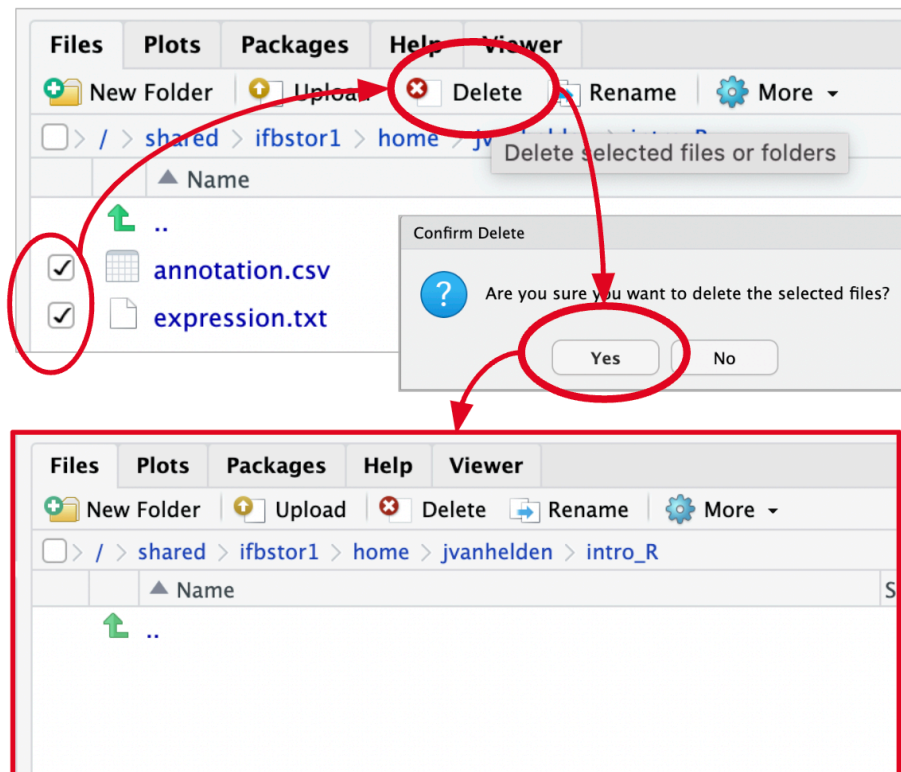 Files Plots Packages Help Viewer
New Folder Upload Delete Rename More
/ > shared > ifbstor1 > home > jvanhelden > intro_R
Delete selected files or folders
Name
..
annotation.csv
expression.txt
Confirm Delete
?
Are you sure you want to delete the selected files?
Yes No
Files Plots Packages Help Viewer
New Folder Upload Delete Rename More
/ > shared > ifbstor1 > home > jvanhelden > intro_R
Name S
..